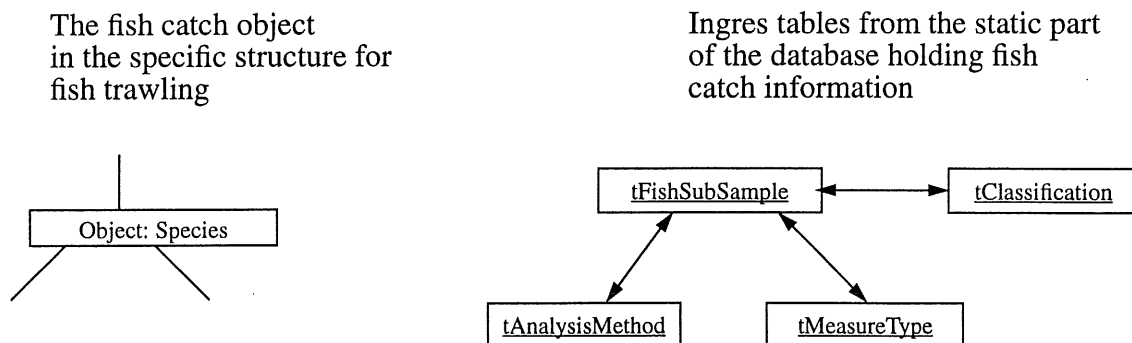 The fish catch object
in the specific structure for
fish trawling
Ingres tables from the static part
of the database holding fish
catch information
Object: Species
tFishSubSample
tClassification
tAnalysisMethod
tMeasureType